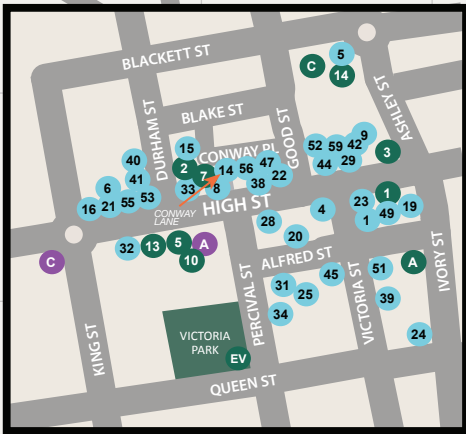 BLACKETT ST
5
C
14
DURHAM ST
BLAKE ST
GOOD ST
ASHLEY ST
15
CONWAY PL
52
59
42
9
3
40
2
7
14
56
47
44
29
41
33
8
38
22
6
53
16
21
55
CONWAY
LANE
HIGH ST
1
23
49
19
1
4
28
20
32
13
5
A
10
C
ALFRED ST
45
51
A
IVORY ST
31
25
34
39
VICTORIA ST
24
PERCIVAL ST
KING ST
VICTORIA
PARK
EV
QUEEN ST